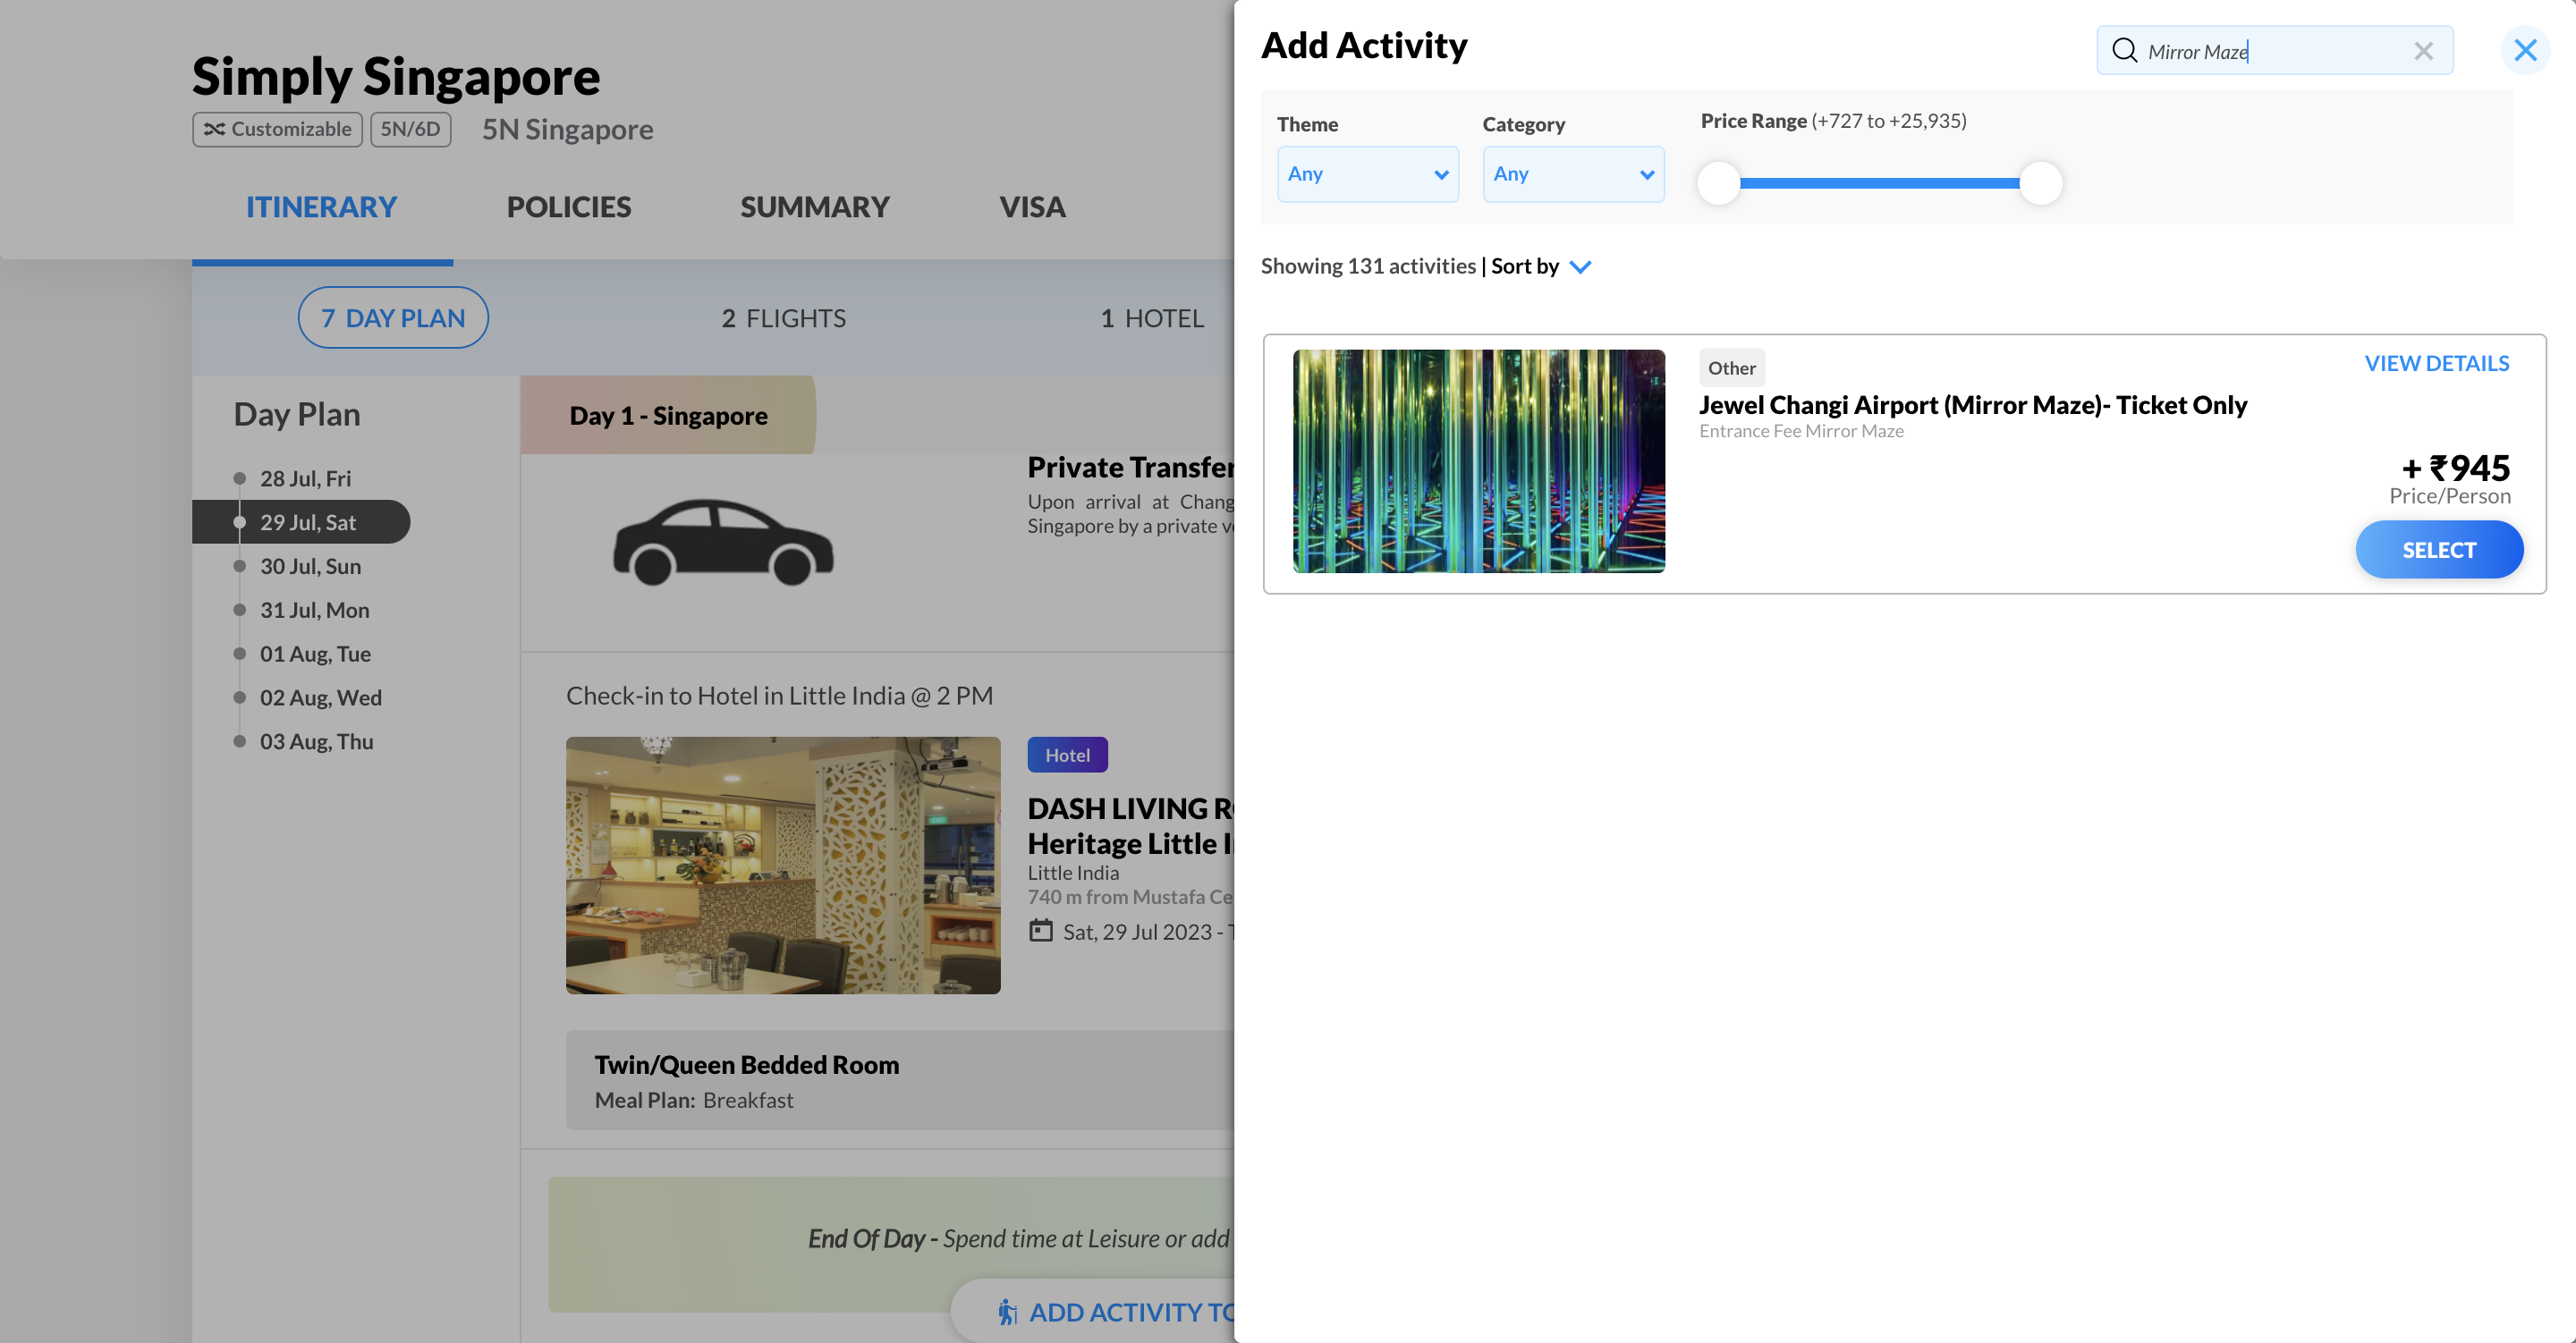 Simply Singapore
Customizable
5N/6D
5N Singapore
ITINERARY
POLICIES
SUMMARY
VISA
7 DAY PLAN
2 FLIGHTS
1 HOTEL
Day Plan
28 Jul, Fri
29 Jul, Sat
30 Jul, Sun
31 Jul, Mon
01 Aug, Tue
02 Aug, Wed
03 Aug, Thu
Day 1 - Singapore
Private Transfer
Upon arrival at Chang
Singapore by a private
Check-in to Hotel in Little India @ 2 PM
Hotel
DASH LIVING
Heritage Little
Little India
740 m from Mustafa Ce
Sat, 29 Jul 2023 -
Twin/Queen Bedded Room
Meal Plan: Breakfast
End Of Day - Spend time at Leisure or add
ADD ACTIVITY TO
Add Activity
Mirror Maze
Theme
Any
Category
Any
Price Range (+727 to +25,935)
Showing 131 activities | Sort by
Other
VIEW DETAILS
Jewel Changi Airport (Mirror Maze)- Ticket Only
Entrance Fee Mirror Maze
+ ₹945
Price/Person
SELECT